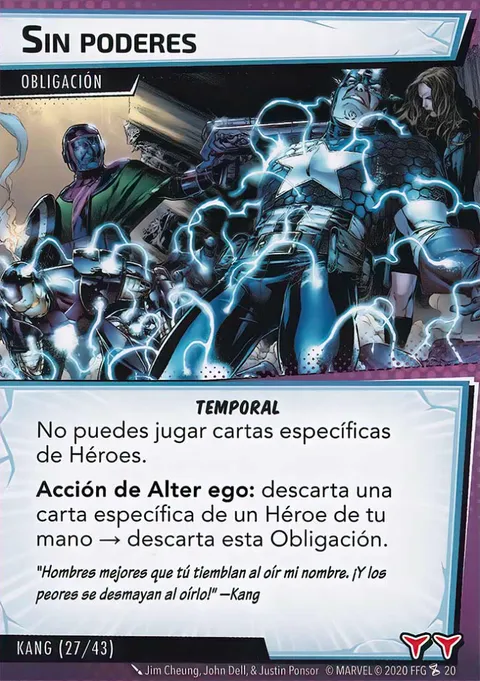 SIN PODERES
OBLIGACIÓN
TEMPORAL
No puedes jugar cartas específicas
de Héroes.
Acción de Alter ego: descarta una
carta específica de un Héroe de tu
mano → descarta esta Obligación.
"Hombres mejores que tú tiemblan al oír mi nombre. ¡Y los
peores se desmayan al oírlo!" —Kang
KANG (27/43)
Jim Cheung, John Dell, & Justin Ponsor © MARVEL © 2020 FFG 20